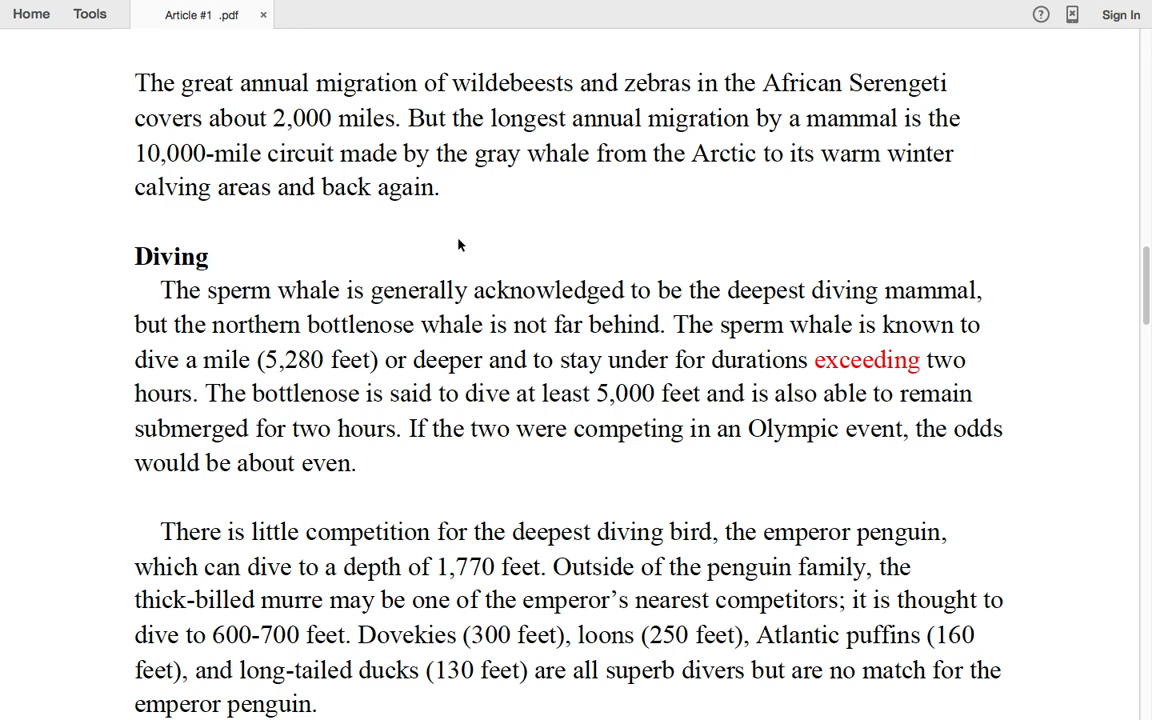 Home Tools Article #1 .pdf × ? Sign In
The great annual migration of wildebeests and zebras in the African Serengeti
covers about 2,000 miles. But the longest annual migration by a mammal is the
10,000-mile circuit made by the gray whale from the Arctic to its warm winter
calving areas and back again.
Diving
The sperm whale is generally acknowledged to be the deepest diving mammal,
but the northern bottlenose whale is not far behind. The sperm whale is known to
dive a mile (5,280 feet) or deeper and to stay under for durations exceeding two
hours. The bottlenose is said to dive at least 5,000 feet and is also able to remain
submerged for two hours. If the two were competing in an Olympic event, the odds
would be about even.
There is little competition for the deepest diving bird, the emperor penguin,
which can dive to a depth of 1,770 feet. Outside of the penguin family, the
thick-billed murre may be one of the emperor’s nearest competitors; it is thought to
dive to 600-700 feet. Dovekies (300 feet), loons (250 feet), Atlantic puffins (160
feet), and long-tailed ducks (130 feet) are all superb divers but are no match for the
emperor penguin.